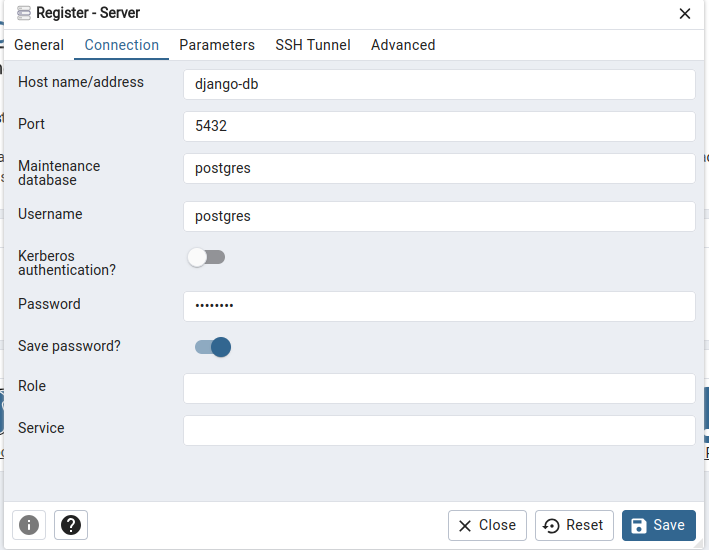 Register - Server
General Connection Parameters SSH Tunnel Advanced
Host name/address django-db
Port 5432
Maintenance
database postgres
Username postgres
Kerberos
authentication?
Password ••••••••
Save password?
Role
Service
Close Reset Save